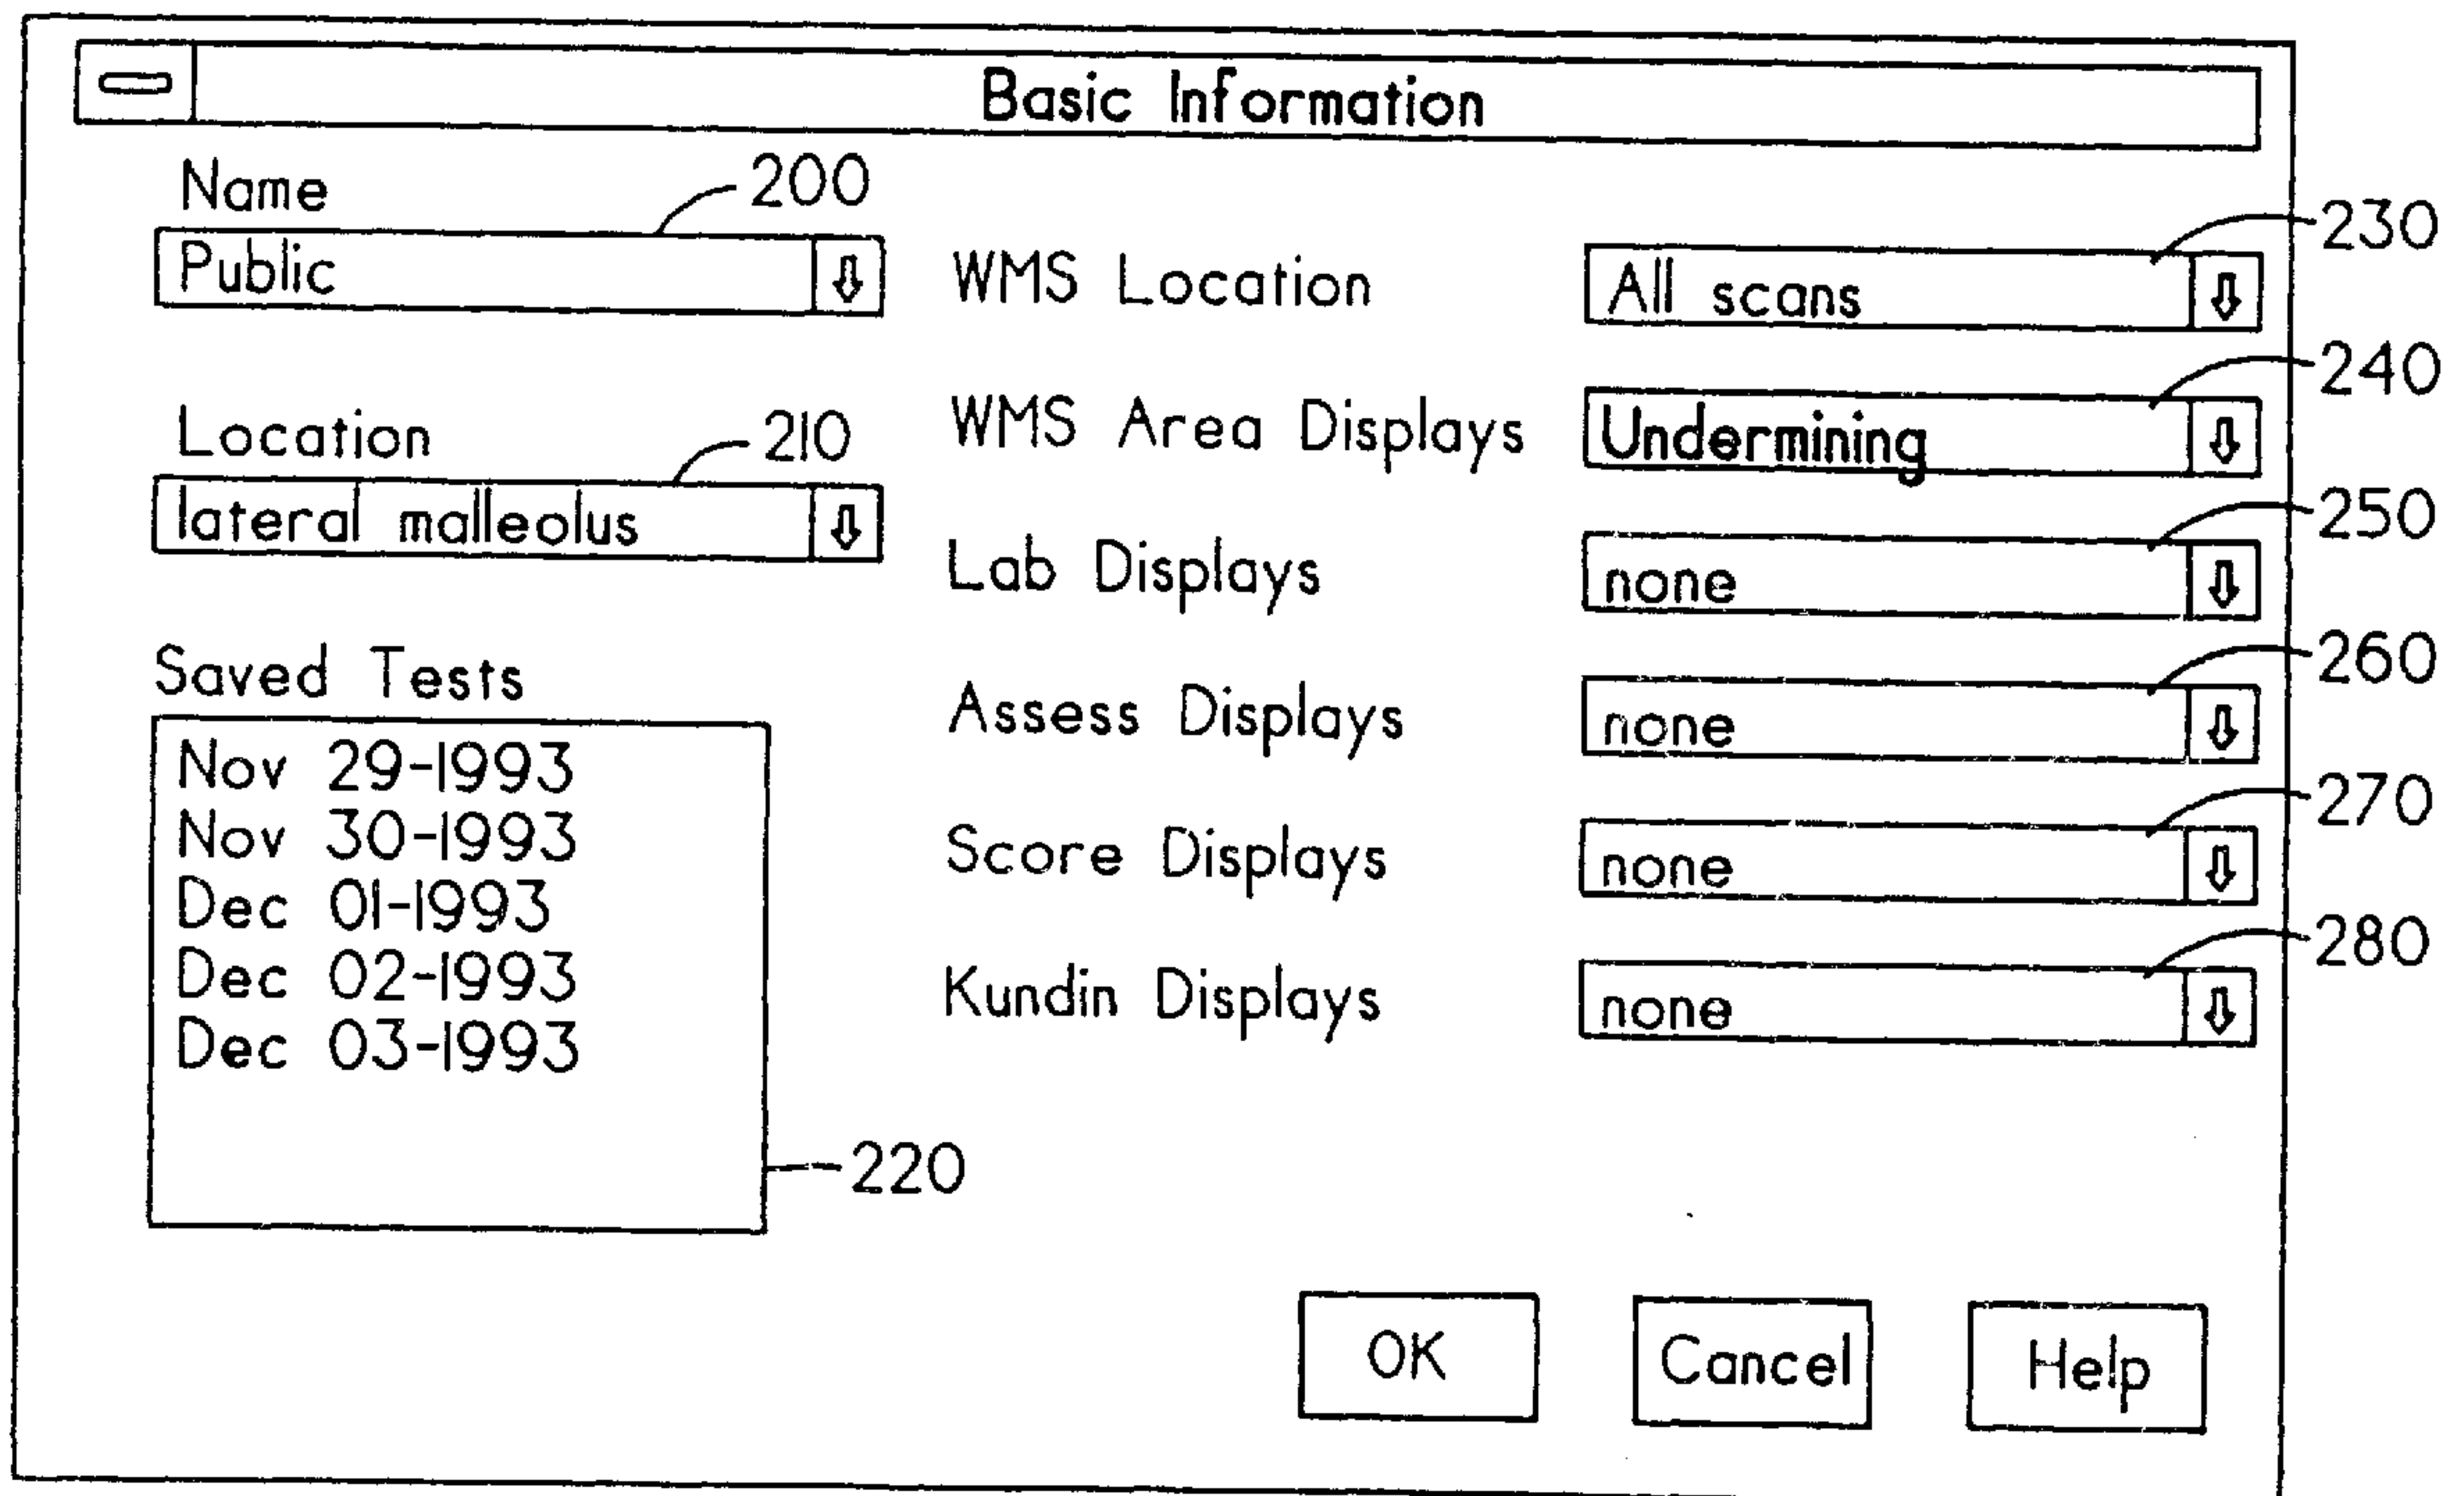 Basic Information
Name
200
Public
Location
210
lateral malleolus
Saved Tests
Nov 29-1993
Nov 30-1993
Dec 01-1993
Dec 02-1993
Dec 03-1993
220
WMS Location
All scans
230
WMS Area Displays
Undermining
240
Lab Displays
none
250
Assess Displays
none
260
Score Displays
none
270
Kundin Displays
none
280
OK
Cancel
Help